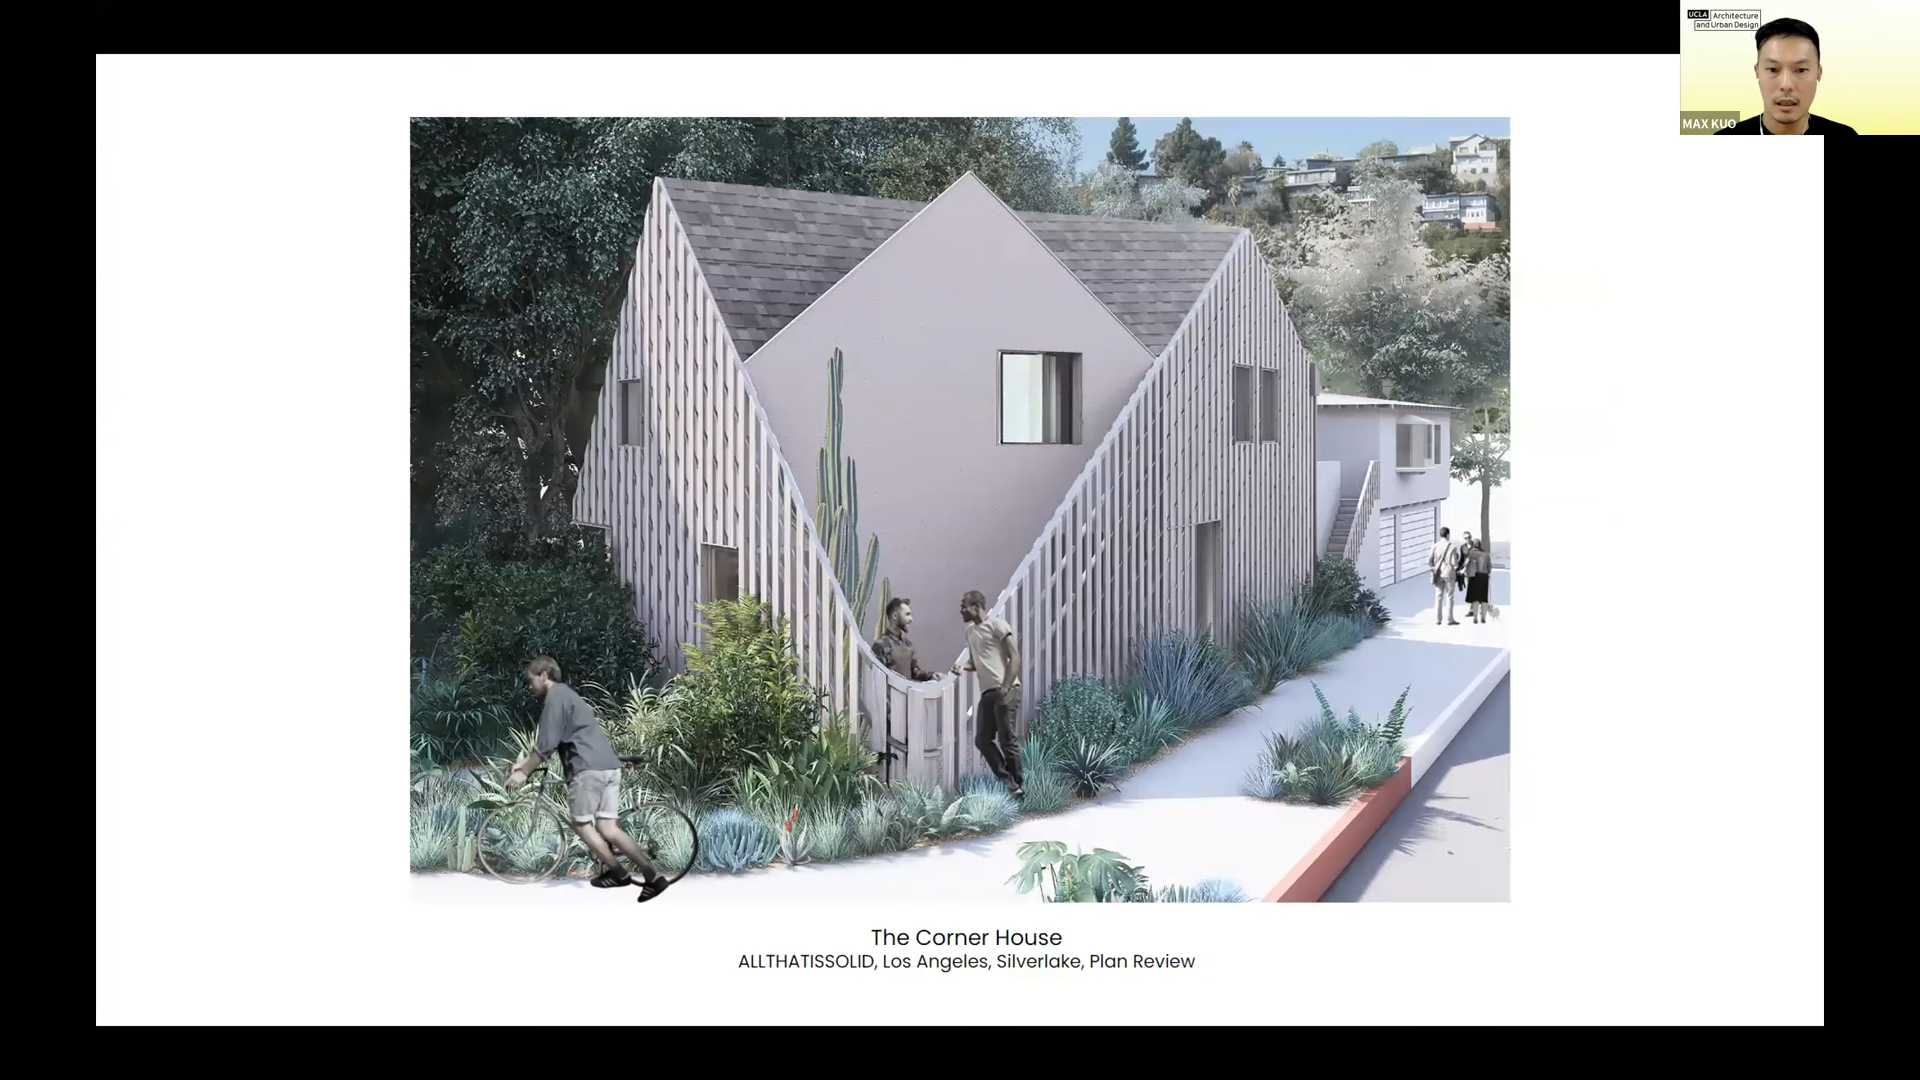 UCLA Architecture
and Urban Design
MAX KUO
The Corner House
ALLTHATISSOLID, Los Angeles, Silverlake, Plan Review